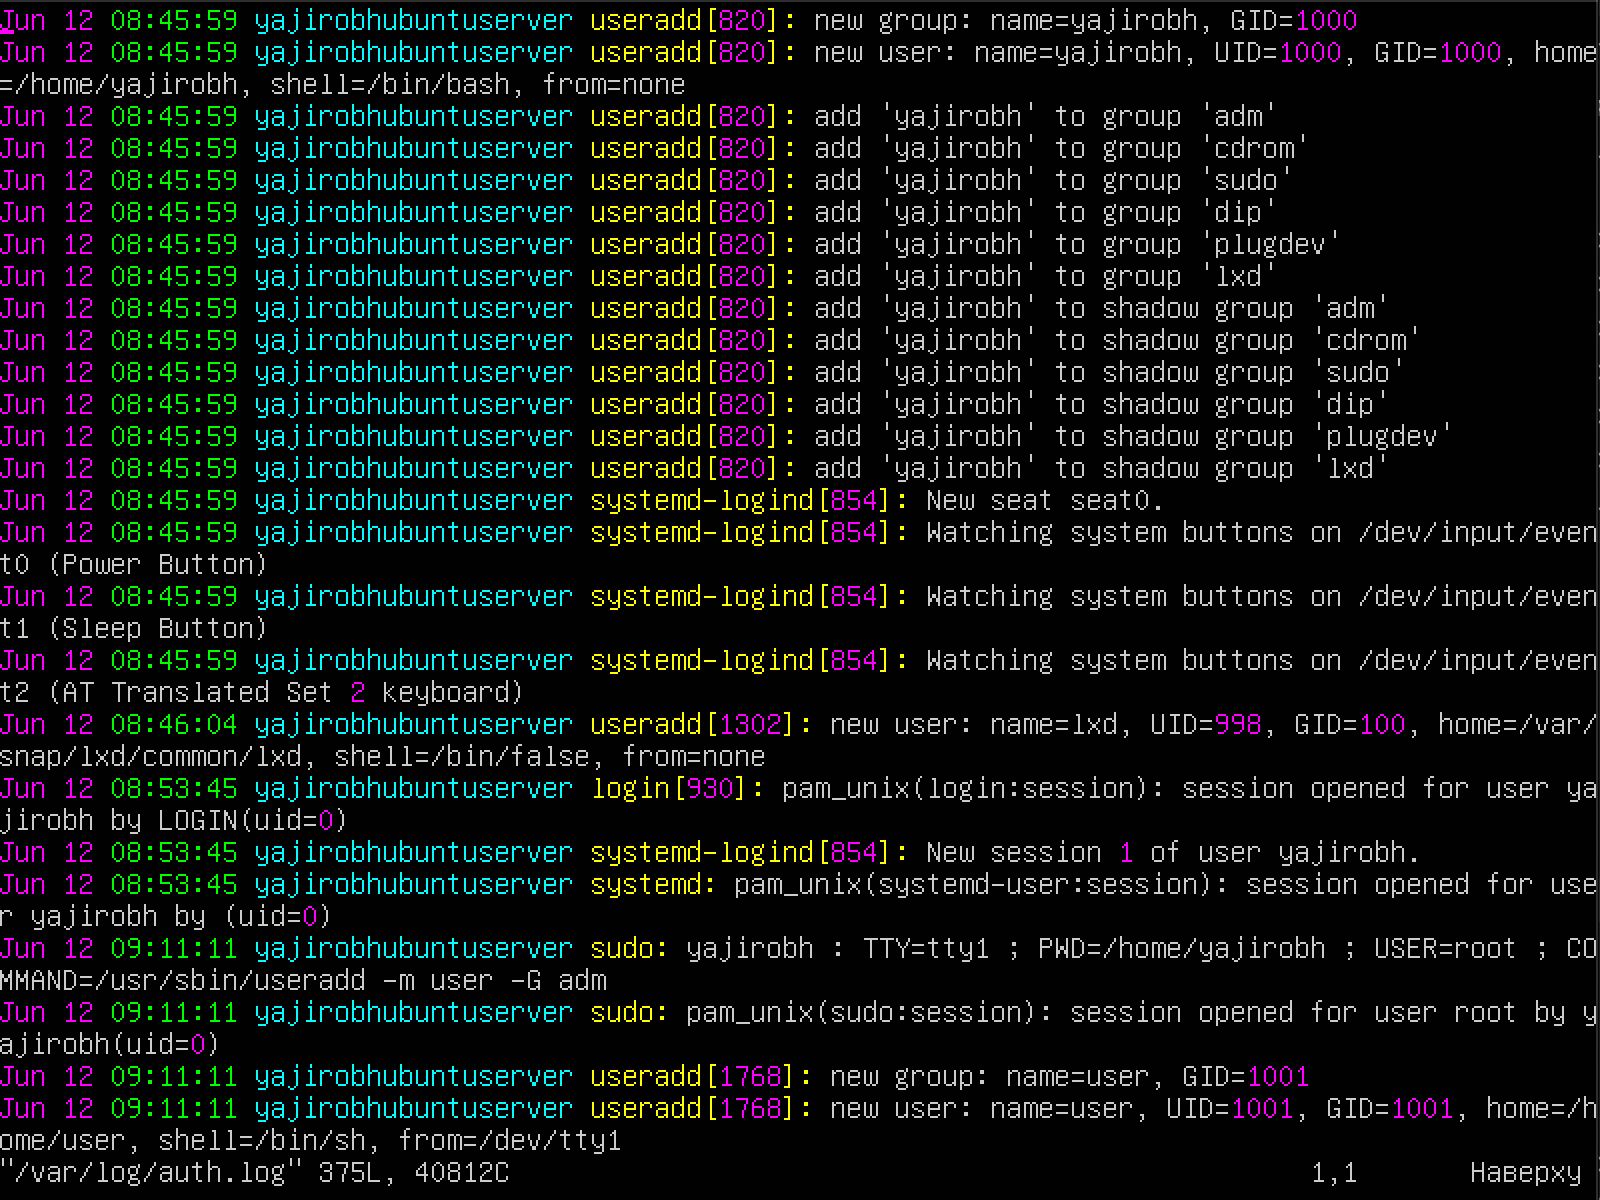 Jun 12 08:45:59 yajirobhubuntuserver useradd[820]: new group: name=yajirobh, GID=1000
Jun 12 08:45:59 yajirobhubuntuserver useradd[820]: new user: name=yajirobh, UID=1000, GID=1000, home
=/home/yajirobh, shell=/bin/bash, from=none
Jun 12 08:45:59 yajirobhubuntuserver useradd[820]: add 'yajirobh' to group 'adm'
Jun 12 08:45:59 yajirobhubuntuserver useradd[820]: add 'yajirobh' to group 'cdrom'
Jun 12 08:45:59 yajirobhubuntuserver useradd[820]: add 'yajirobh' to group 'sudo'
Jun 12 08:45:59 yajirobhubuntuserver useradd[820]: add 'yajirobh' to group 'dip'
Jun 12 08:45:59 yajirobhubuntuserver useradd[820]: add 'yajirobh' to group 'plugdev'
Jun 12 08:45:59 yajirobhubuntuserver useradd[820]: add 'yajirobh' to group 'lxd'
Jun 12 08:45:59 yajirobhubuntuserver useradd[820]: add 'yajirobh' to shadow group 'adm'
Jun 12 08:45:59 yajirobhubuntuserver useradd[820]: add 'yajirobh' to shadow group 'cdrom'
Jun 12 08:45:59 yajirobhubuntuserver useradd[820]: add 'yajirobh' to shadow group 'sudo'
Jun 12 08:45:59 yajirobhubuntuserver useradd[820]: add 'yajirobh' to shadow group 'dip'
Jun 12 08:45:59 yajirobhubuntuserver useradd[820]: add 'yajirobh' to shadow group 'plugdev'
Jun 12 08:45:59 yajirobhubuntuserver useradd[820]: add 'yajirobh' to shadow group 'lxd'
Jun 12 08:45:59 yajirobhubuntuserver systemd-logind[854]: New seat seat0.
Jun 12 08:45:59 yajirobhubuntuserver systemd-logind[854]: Watching system buttons on /dev/input/even
t0 (Power Button)
Jun 12 08:45:59 yajirobhubuntuserver systemd-logind[854]: Watching system buttons on /dev/input/even
t1 (Sleep Button)
Jun 12 08:45:59 yajirobhubuntuserver systemd-logind[854]: Watching system buttons on /dev/input/even
t2 (AT Translated Set 2 keyboard)
Jun 12 08:46:04 yajirobhubuntuserver useradd[1302]: new user: name=lxd, UID=998, GID=100, home=/var/
snap/lxd/common/lxd, shell=/bin/false, from=none
Jun 12 08:53:45 yajirobhubuntuserver login[930]: pam_unix(login:session): session opened for user ya
jirobh by LOGIN(uid=0)
Jun 12 08:53:45 yajirobhubuntuserver systemd-logind[854]: New session 1 of user yajirobh.
Jun 12 08:53:45 yajirobhubuntuserver systemd: pam_unix(systemd-user:session): session opened for use
r yajirobh by (uid=0)
Jun 12 09:11:11 yajirobhubuntuserver sudo: yajirobh : TTY=tty1 ; PWD=/home/yajirobh ; USER=root ; CO
MMAND=/usr/sbin/useradd -m user -G adm
Jun 12 09:11:11 yajirobhubuntuserver sudo: pam_unix(sudo:session): session opened for user root by y
ajirobh(uid=0)
Jun 12 09:11:11 yajirobhubuntuserver useradd[1768]: new group: name=user, GID=1001
Jun 12 09:11:11 yajirobhubuntuserver useradd[1768]: new user: name=user, UID=1001, GID=1001, home=/h
ome/user, shell=/bin/sh, from=/dev/tty1
"/var/log/auth.log" 375L, 40812C 1,1 Наверху